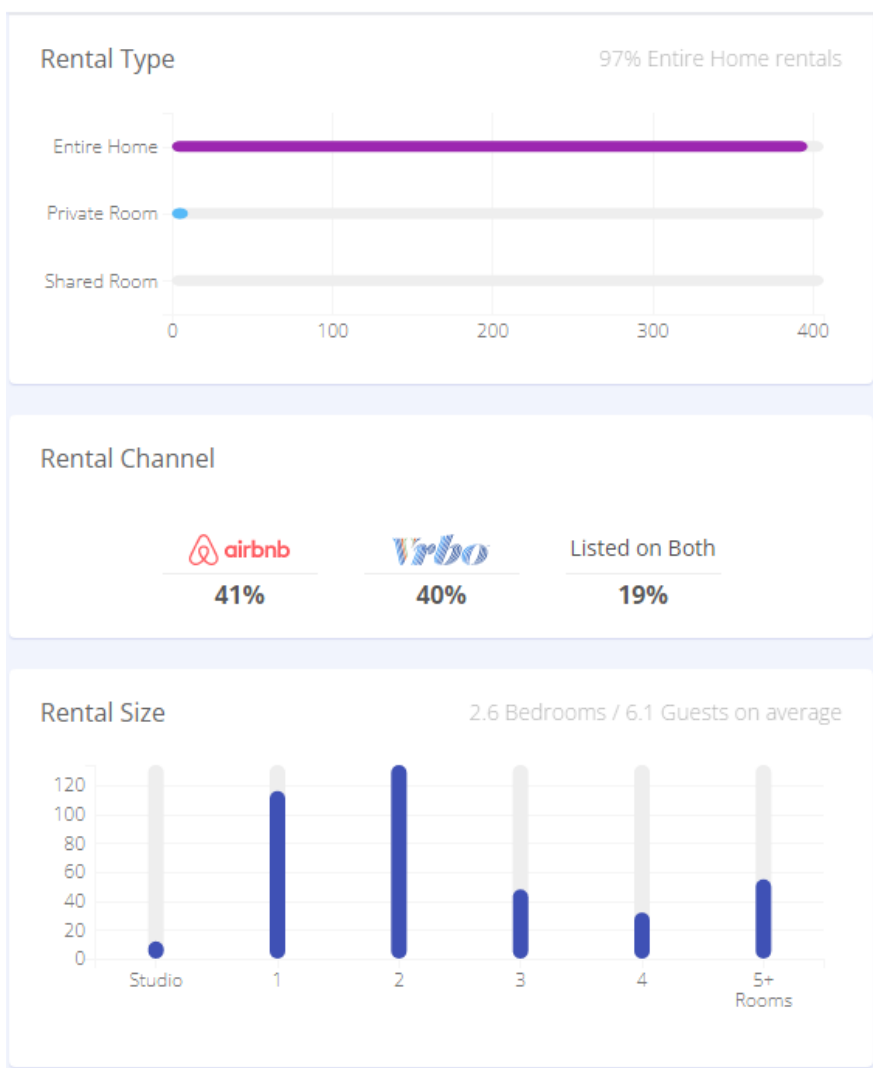 Rental Type
97% Entire Home rentals
Entire Home
Private Room
Shared Room
0 100 200 300 400
Rental Channel
airbnb Vrbo Listed on Both
41% 40% 19%
Rental Size
2.6 Bedrooms / 6.1 Guests on average
120
100
80
60
40
20
0
Studio 1 2 3 4 5+
Rooms